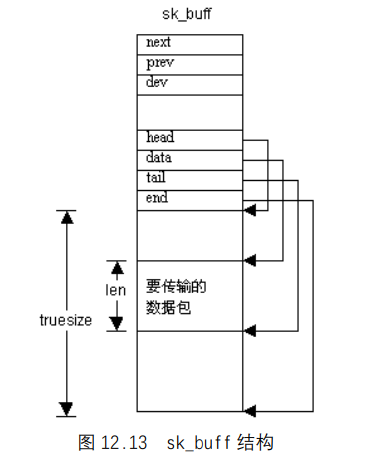 sk_buff
next
prev
dev
head
data
tail
end
len
要传输的
数据包
truesize
图 12.13 sk_buff 结构